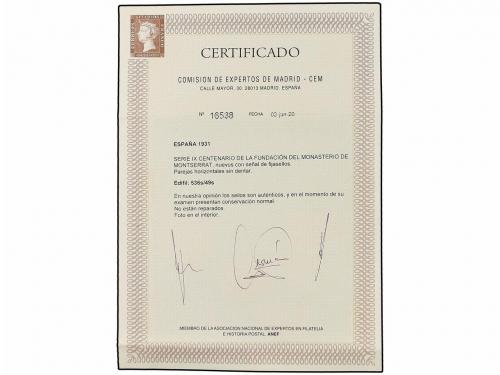 CERTIFICADO
COMISION DE EXPERTOS DE MADRID - CEM
CALLE MAYOR, 30. 28013 MADRID. ESPAÑA
Nº 16538 FECHA 02-jun-20
ESPAÑA 1931
SERIE IX CENTENARIO DE LA FUNDACIÓN DEL MONASTERIO DE
MONTSERRAT, nuevos con señal de fijasellos.
Parejas horizontales sin dentar.
Edifil: 536s/49s
En nuestra opinión los sellos son auténticos, y en el momento de su
examen presentan conservación normal.
No están reparados.
Foto en el interior.
MIEMBRO DE LA ASOCIACIÓN NACIONAL DE EXPERTOS EN FILATELIA
E HISTORIA POSTAL. ANEF